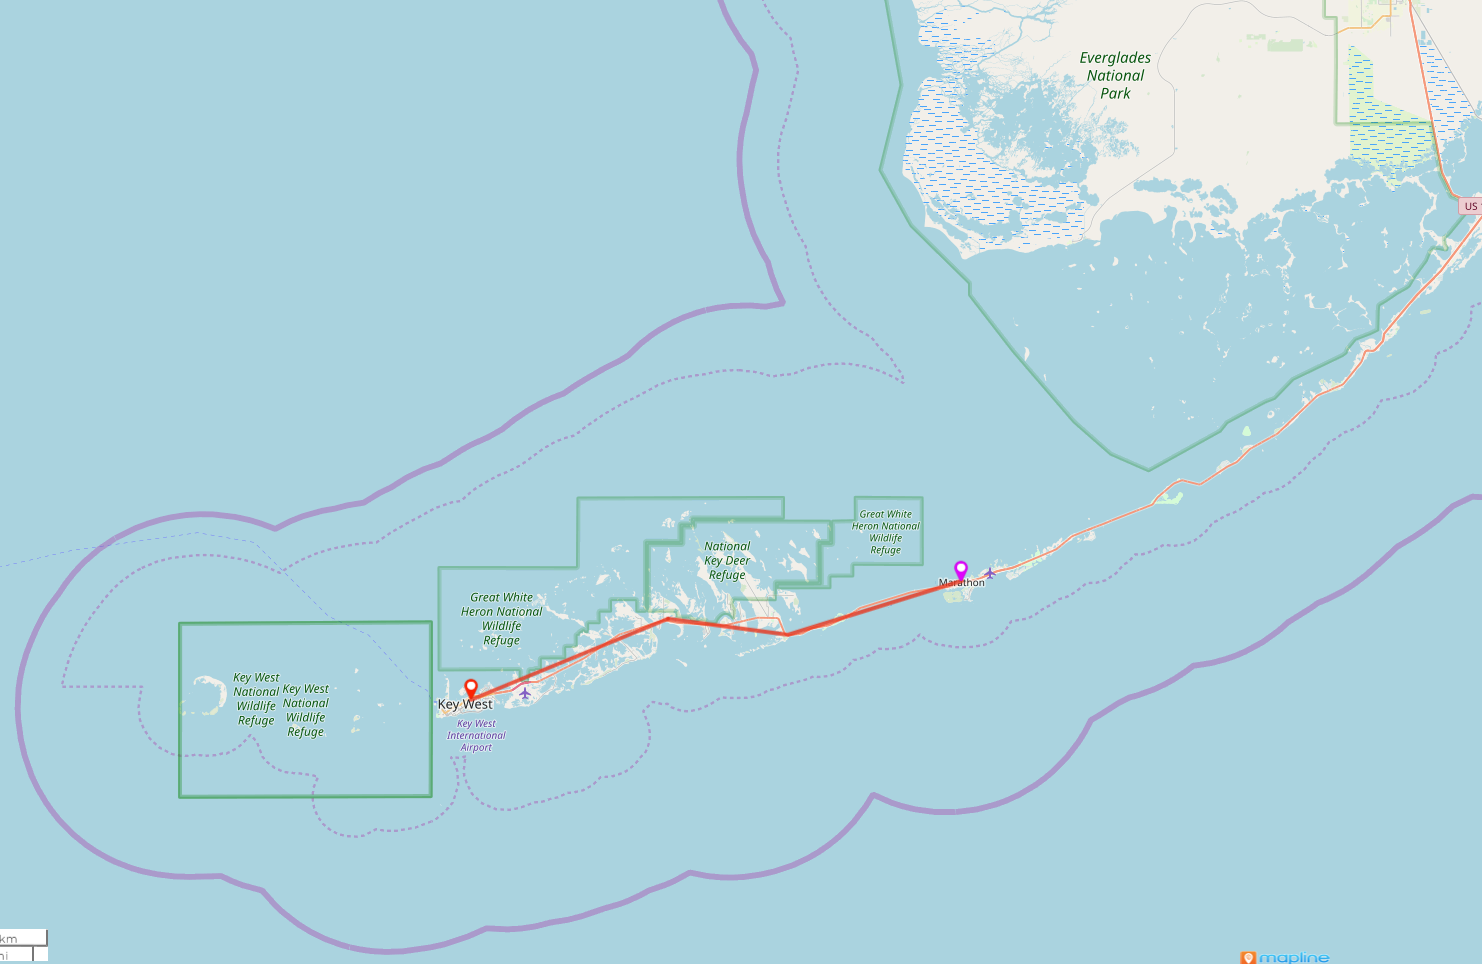 Everglades
National
Park
US
Great White
Heron National
Wildlife
Refuge
National
Key Deer
Refuge
Marathon
Great White
Heron National
Wildlife
Refuge
Key West
National
Wildlife
Refuge
Key West
National
Wildlife
Refuge
Key West
Key West
International
Airport
km
mapline